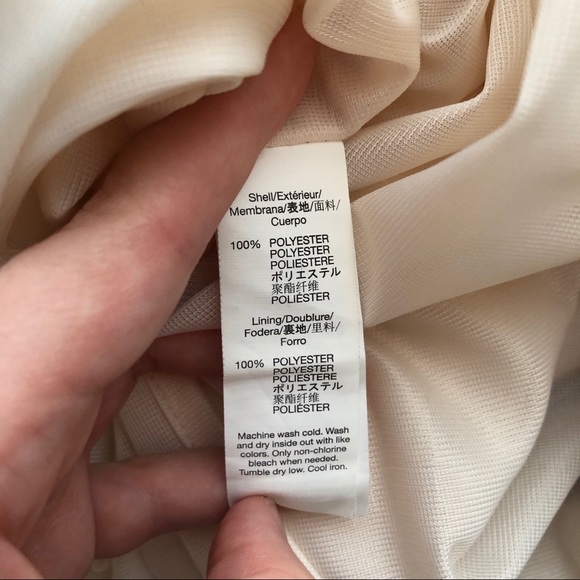 Shell/Extérieur/
Membrana/表地/面料/
Cuerpo
100% POLYESTER
POLYESTER
POLIESTERE
ポリエステル
聚酯纤维
POLIÉSTER
Lining/Doublure/
Fodera/裏地/里料/
Forro
100% POLYESTER
POLYESTER
POLIESTERE
ポリエステル
聚酯纤维
POLIÉSTER
Machine wash cold. Wash
and dry inside out with like
colors. Only non-chlorine
bleach when needed.
Tumble dry low. Cool iron.